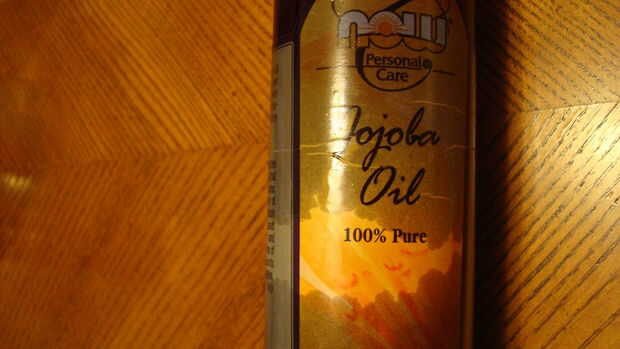 now
Personal
Care
Jojoba
Oil
100% Pure